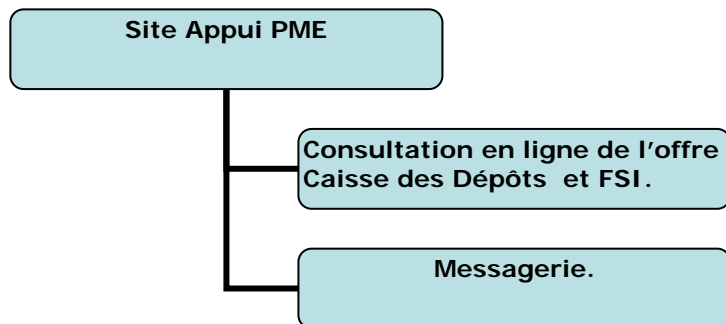 Site Appui PME
Consultation en ligne de l’offre
Caisse des Dépôts et FSI.
Messagerie.